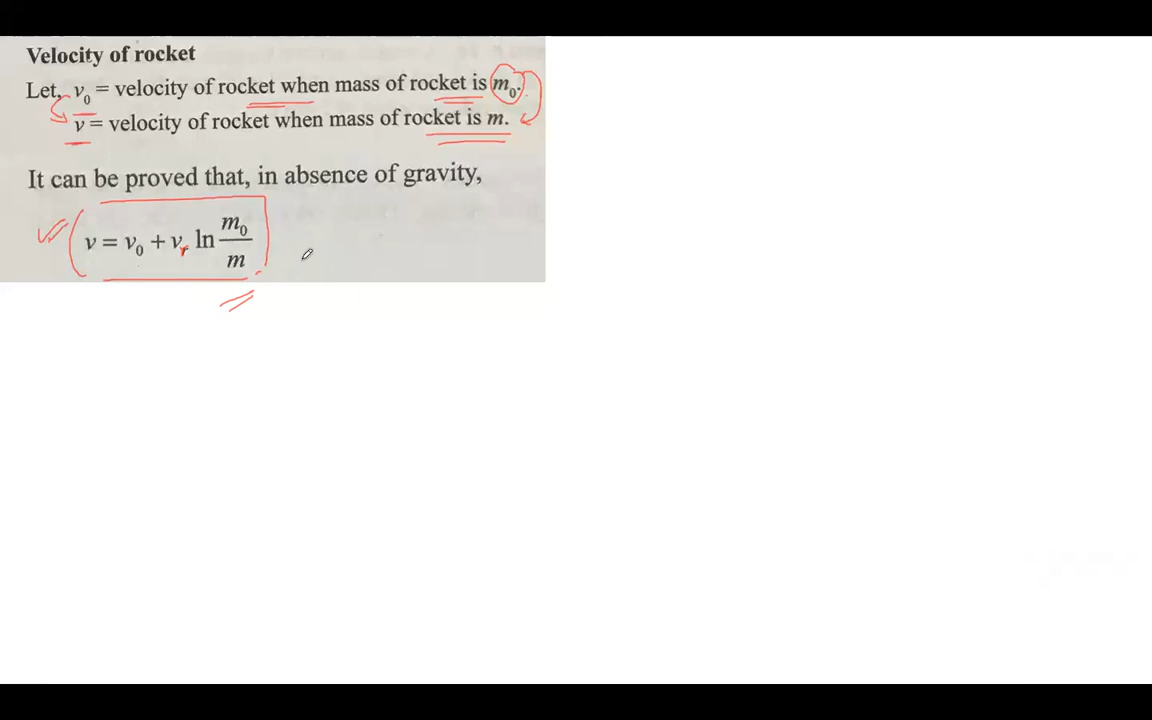 Velocity of rocket
Let, v₀ = velocity of rocket when mass of rocket is m₀.
v = velocity of rocket when mass of rocket is m.
It can be proved that, in absence of gravity,
v = v₀ + vᵣ ln m₀/m